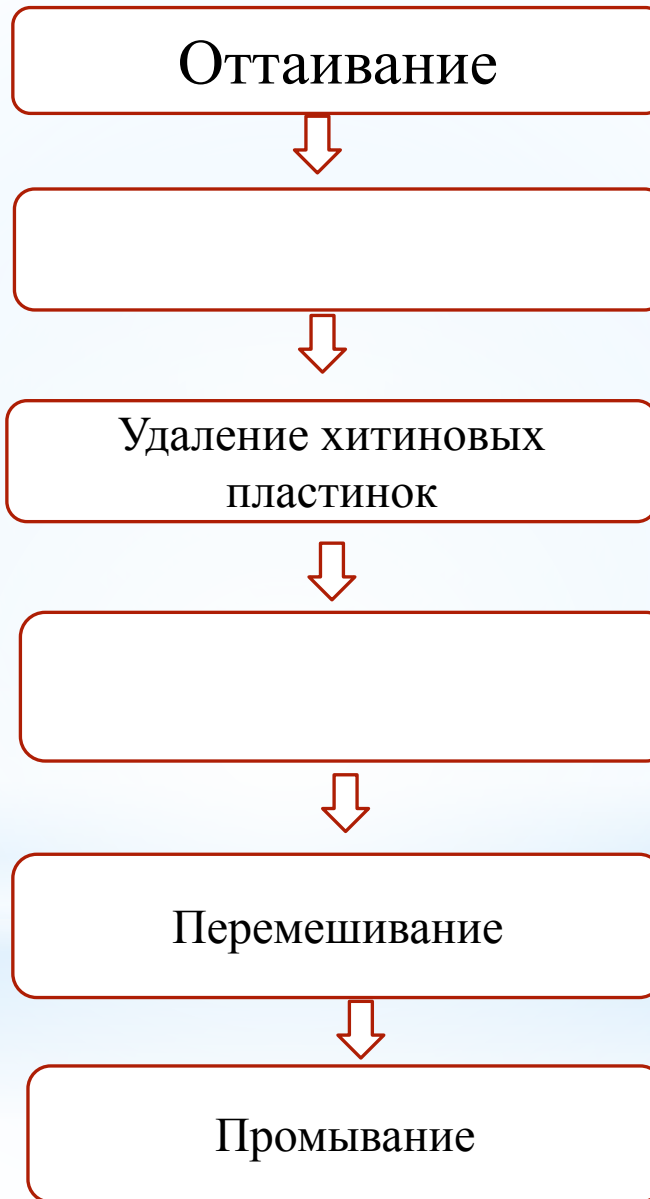 Оттаивание
Удаление хитиновых
пластинок
Перемешивание
Промывание